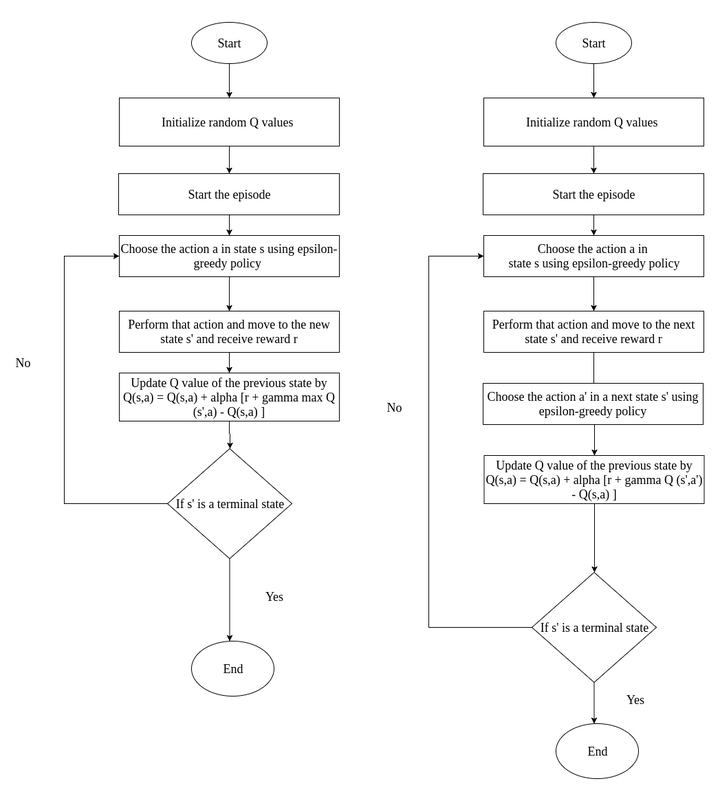 Start
Initialize random Q values
Start the episode
Choose the action a in state s using epsilon-
greedy policy
Perform that action and move to the new
state s' and receive reward r
Update Q value of the previous state by
Q(s,a) = Q(s,a) + alpha [r + gamma max Q
(s',a) - Q(s,a) ]
If s' is a terminal state
No
Yes
End
Start
Initialize random Q values
Start the episode
Choose the action a in
state s using epsilon-greedy policy
Perform that action and move to the next
state s' and receive reward r
Choose the action a' in a next state s' using
epsilon-greedy policy
Update Q value of the previous state by
Q(s,a) = Q(s,a) + alpha [r + gamma Q (s',a')
- Q(s,a) ]
If s' is a terminal state
No
Yes
End